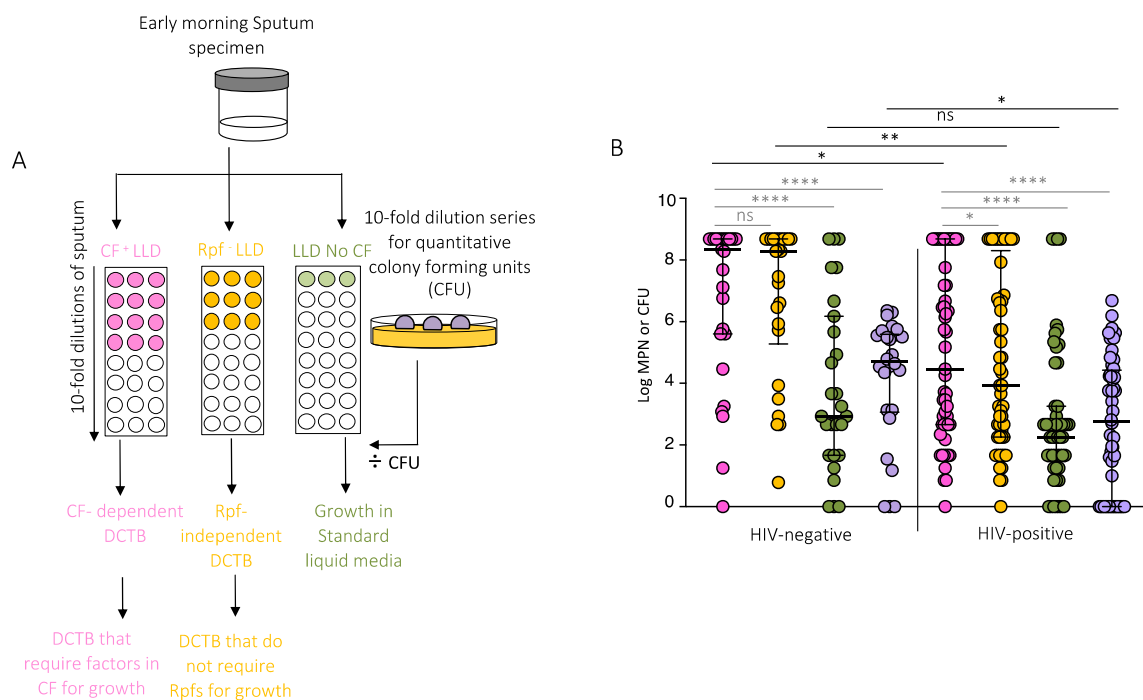 Early morning Sputum
specimen
A
10-fold dilutions of sputum
CF + LLD
Rpf - LLD
LLD No CF
10-fold dilution series
for quantitative
colony forming units
(CFU)
÷ CFU
CF- dependent
DCTB
Rpf-
independent
DCTB
Growth in
Standard
liquid media
DCTB that
require factors in
CF for growth
DCTB that do
not require
Rpfs for growth
B
*
ns
**
*
****
****
ns
****
****
*
Log MPN or CFU
10
8
6
4
2
0
HIV-negative
HIV-positive